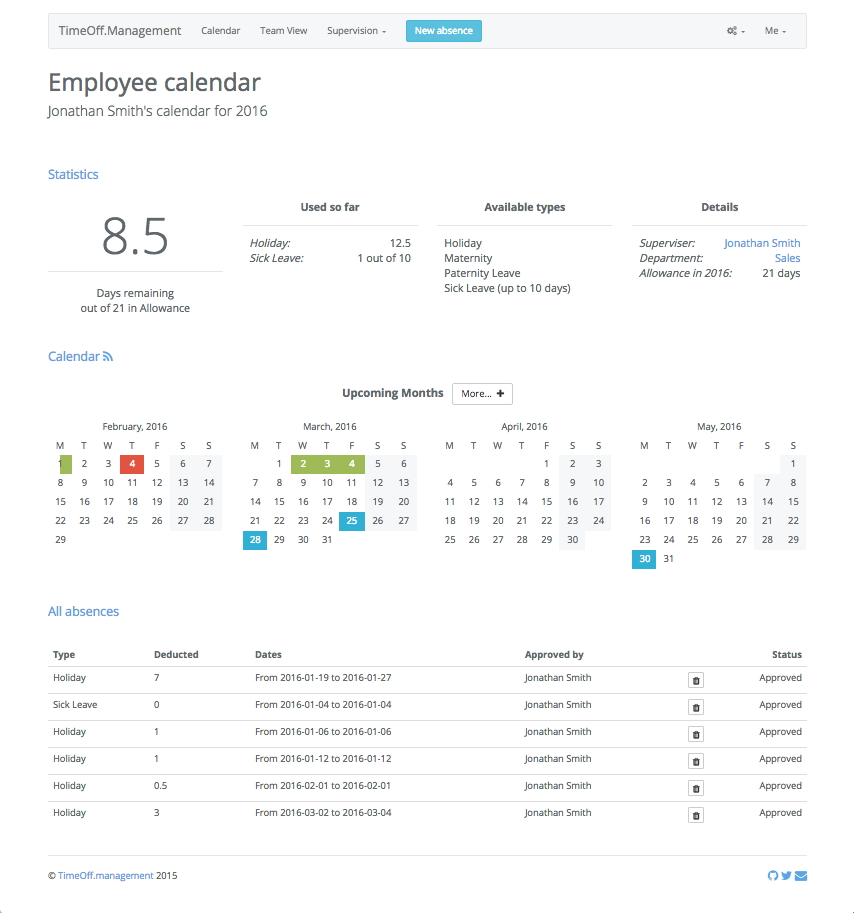 TimeOff.Management Calendar Team View Supervision New absence Me
Employee calendar
Jonathan Smith's calendar for 2016
Statistics
8.5
Days remaining
out of 21 in Allowance
Used so far
Holiday: 12.5
Sick Leave: 1 out of 10
Available types
Holiday
Maternity
Paternity Leave
Sick Leave (up to 10 days)
Details
Superviser: Jonathan Smith
Department: Sales
Allowance in 2016: 21 days
Calendar
Upcoming Months More...
February, 2016
M T W T F S S
1 2 3 4 5 6 7
8 9 10 11 12 13 14
15 16 17 18 19 20 21
22 23 24 25 26 27 28
29
March, 2016
M T W T F S S
1 2 3 4 5 6
7 8 9 10 11 12 13
14 15 16 17 18 19 20
21 22 23 24 25 26 27
28 29 30 31
April, 2016
M T W T F S S
1 2 3
4 5 6 7 8 9 10
11 12 13 14 15 16 17
18 19 20 21 22 23 24
25 26 27 28 29 30
May, 2016
M T W T F S S
1
2 3 4 5 6 7 8
9 10 11 12 13 14 15
16 17 18 19 20 21 22
23 24 25 26 27 28 29
30 31
All absences
Type Deducted Dates Approved by Status
Holiday 7 From 2016-01-19 to 2016-01-27 Jonathan Smith Approved
Sick Leave 0 From 2016-01-04 to 2016-01-04 Jonathan Smith Approved
Holiday 1 From 2016-01-06 to 2016-01-06 Jonathan Smith Approved
Holiday 1 From 2016-01-12 to 2016-01-12 Jonathan Smith Approved
Holiday 0.5 From 2016-02-01 to 2016-02-01 Jonathan Smith Approved
Holiday 3 From 2016-03-02 to 2016-03-04 Jonathan Smith Approved
© TimeOff.management 2015